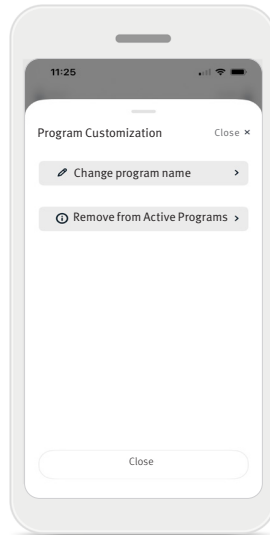 11:25
Program Customization Close ×
Change program name >
Remove from Active Programs >
Close